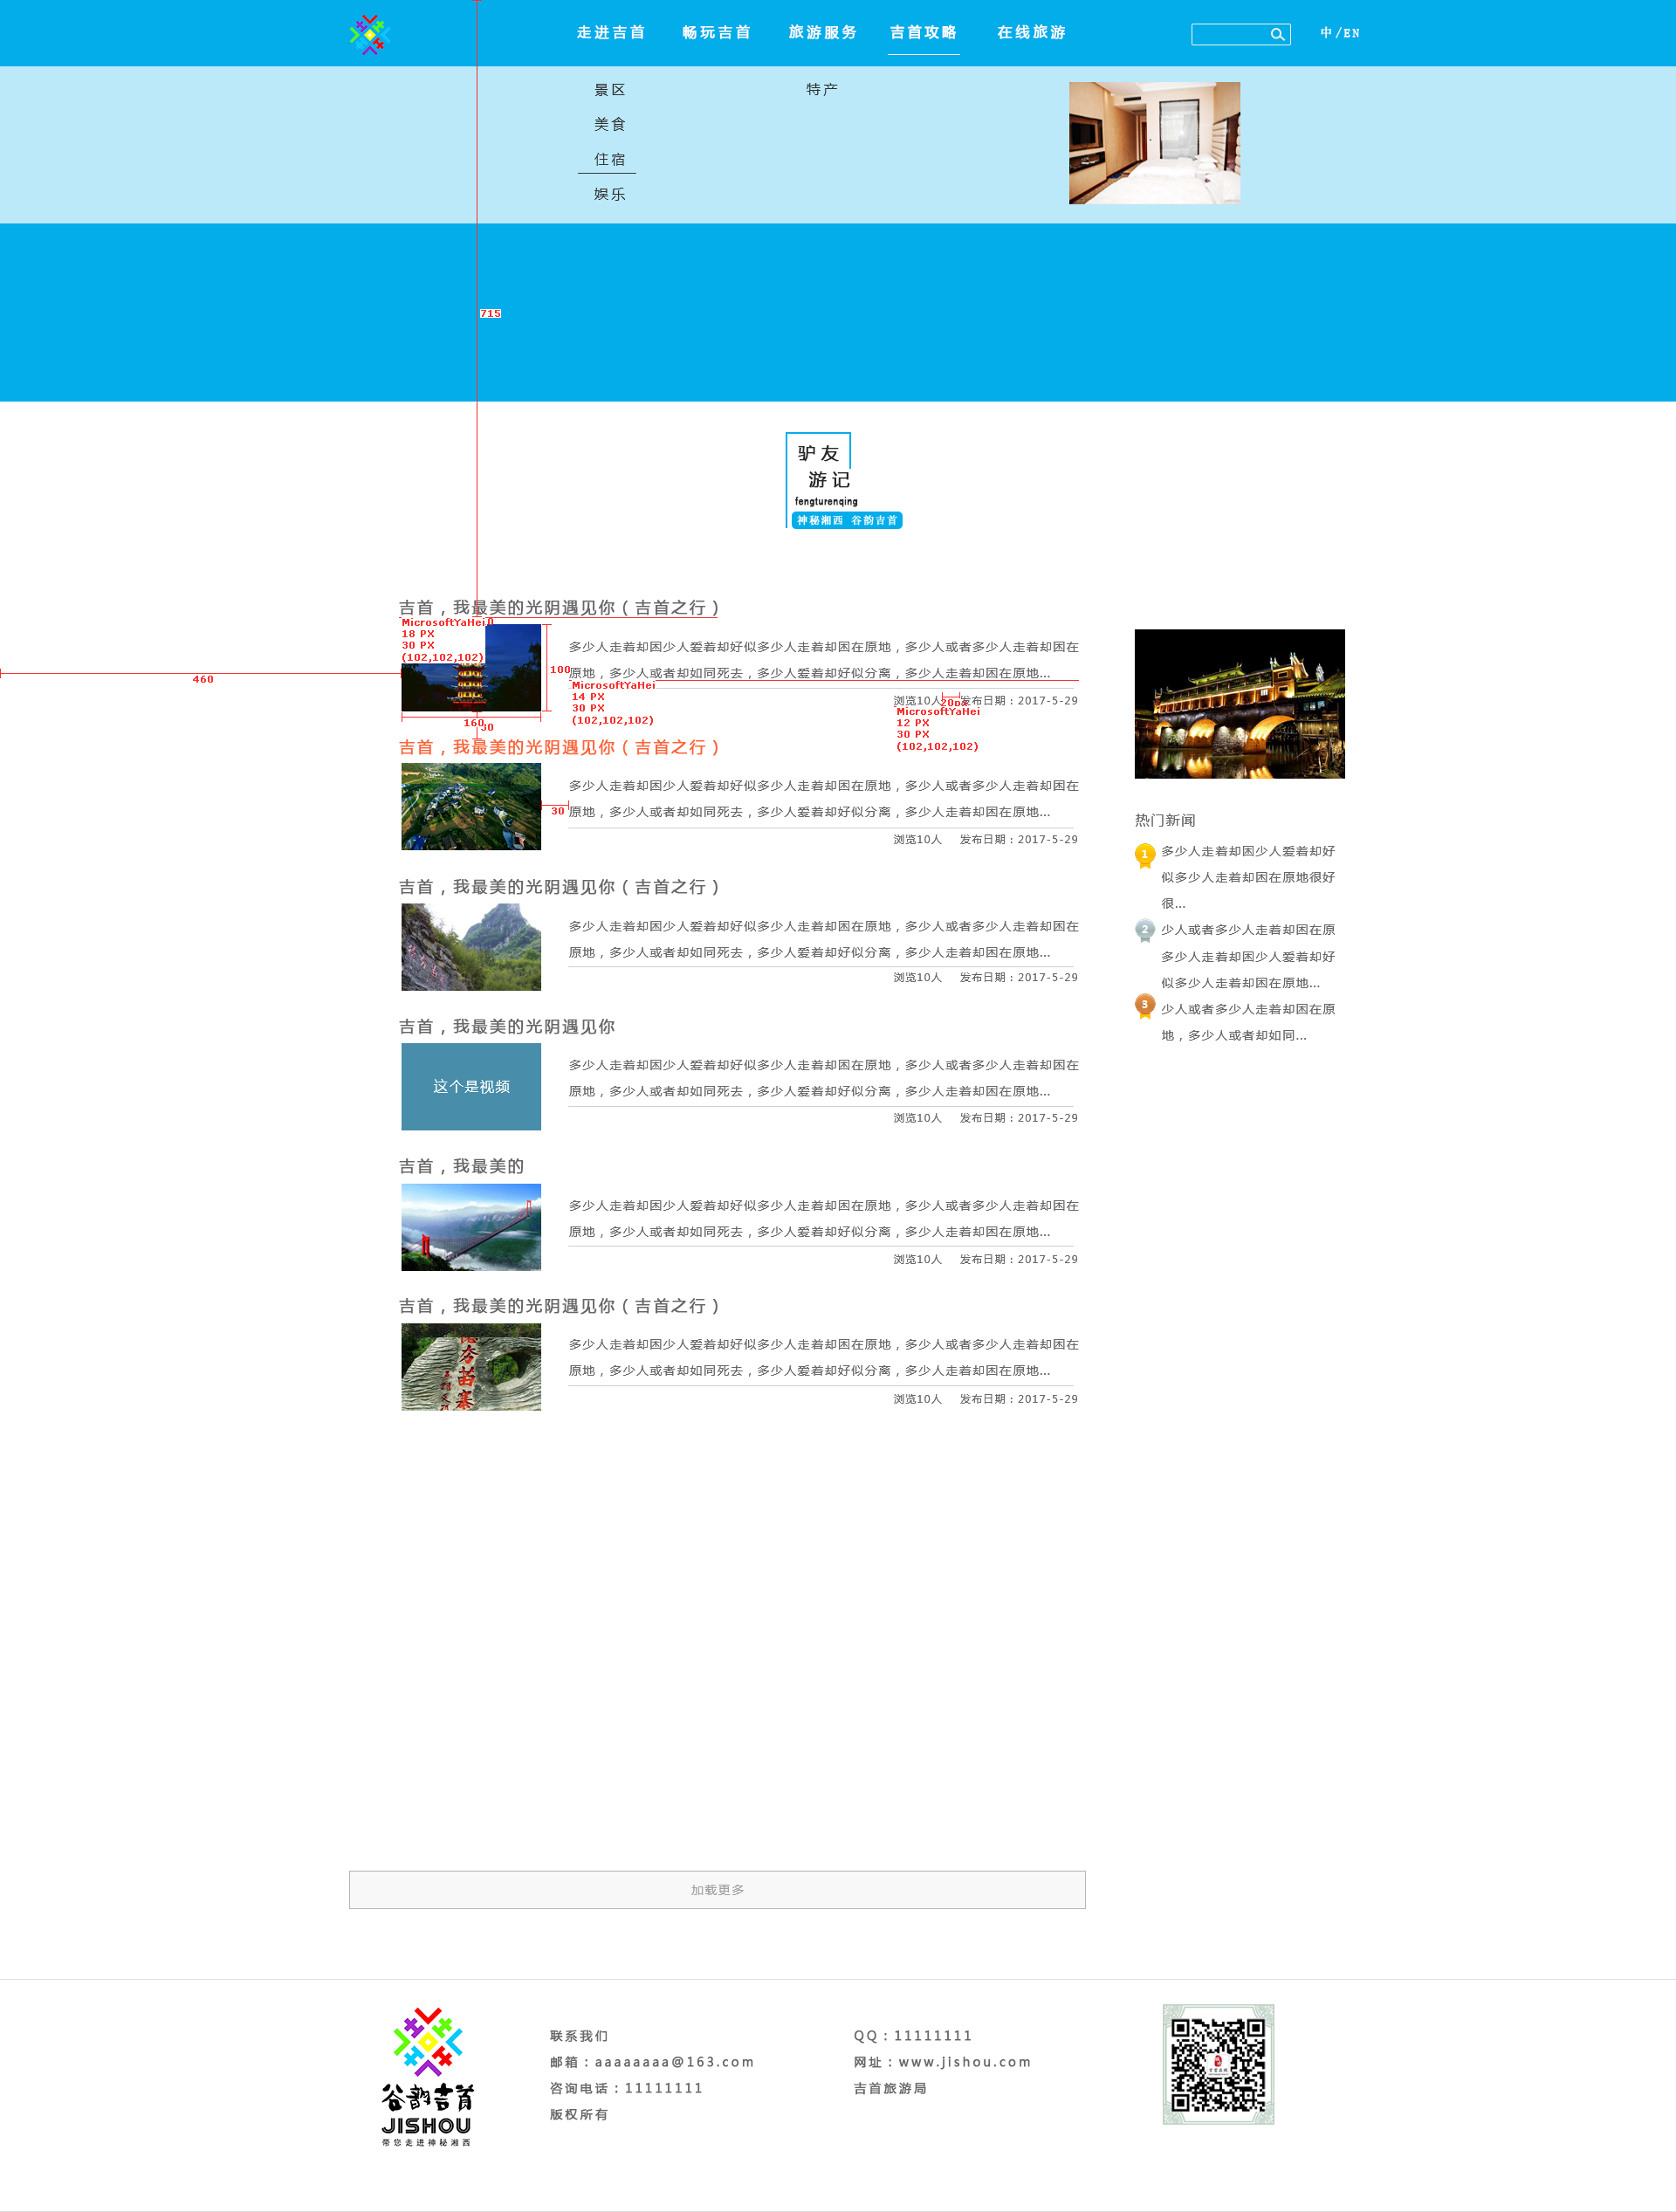 走进吉首
畅玩吉首
旅游服务
吉首攻略
在线旅游
中/EN
景区
特产
美食
住宿
娱乐
715
驴友
游记
fengturenqing
神秘湘西 谷韵吉首
吉首，我最美的光阴遇见你（吉首之行）
MicrosoftYaHei
18 PX
30 PX
(102,102,102)
460
100
160
30
多少人走着却困少人爱着却好似多少人走着却困在原地，多少人或者多少人走着却困在
原地，多少人或者却如同死去，多少人爱着却好似分离，多少人走着却困在原地...
MicrosoftYaHei
14 PX
30 PX
(102,102,102)
浏览10人 发布日期：2017-5-29
20px
MicrosoftYaHei
12 PX
30 PX
(102,102,102)
吉首，我最美的光阴遇见你（吉首之行）
30
多少人走着却困少人爱着却好似多少人走着却困在原地，多少人或者多少人走着却困在
原地，多少人或者却如同死去，多少人爱着却好似分离，多少人走着却困在原地...
浏览10人 发布日期：2017-5-29
吉首，我最美的光阴遇见你（吉首之行）
多少人走着却困少人爱着却好似多少人走着却困在原地，多少人或者多少人走着却困在
原地，多少人或者却如同死去，多少人爱着却好似分离，多少人走着却困在原地...
浏览10人 发布日期：2017-5-29
吉首，我最美的光阴遇见你
这个是视频
多少人走着却困少人爱着却好似多少人走着却困在原地，多少人或者多少人走着却困在
原地，多少人或者却如同死去，多少人爱着却好似分离，多少人走着却困在原地...
浏览10人 发布日期：2017-5-29
吉首，我最美的
多少人走着却困少人爱着却好似多少人走着却困在原地，多少人或者多少人走着却困在
原地，多少人或者却如同死去，多少人爱着却好似分离，多少人走着却困在原地...
浏览10人 发布日期：2017-5-29
吉首，我最美的光阴遇见你（吉首之行）
夯苗寨
多少人走着却困少人爱着却好似多少人走着却困在原地，多少人或者多少人走着却困在
原地，多少人或者却如同死去，多少人爱着却好似分离，多少人走着却困在原地...
浏览10人 发布日期：2017-5-29
热门新闻
1
多少人走着却困少人爱着却好
似多少人走着却困在原地很好
很...
2
少人或者多少人走着却困在原
多少人走着却困少人爱着却好
似多少人走着却困在原地...
3
少人或者多少人走着却困在原
地，多少人或者却如同...
加载更多
谷韵吉首
JISHOU
带您走进神秘湘西
联系我们
邮箱：aaaaaaaa@163.com
咨询电话：11111111
版权所有
QQ：11111111
网址：www.jishou.com
吉首旅游局